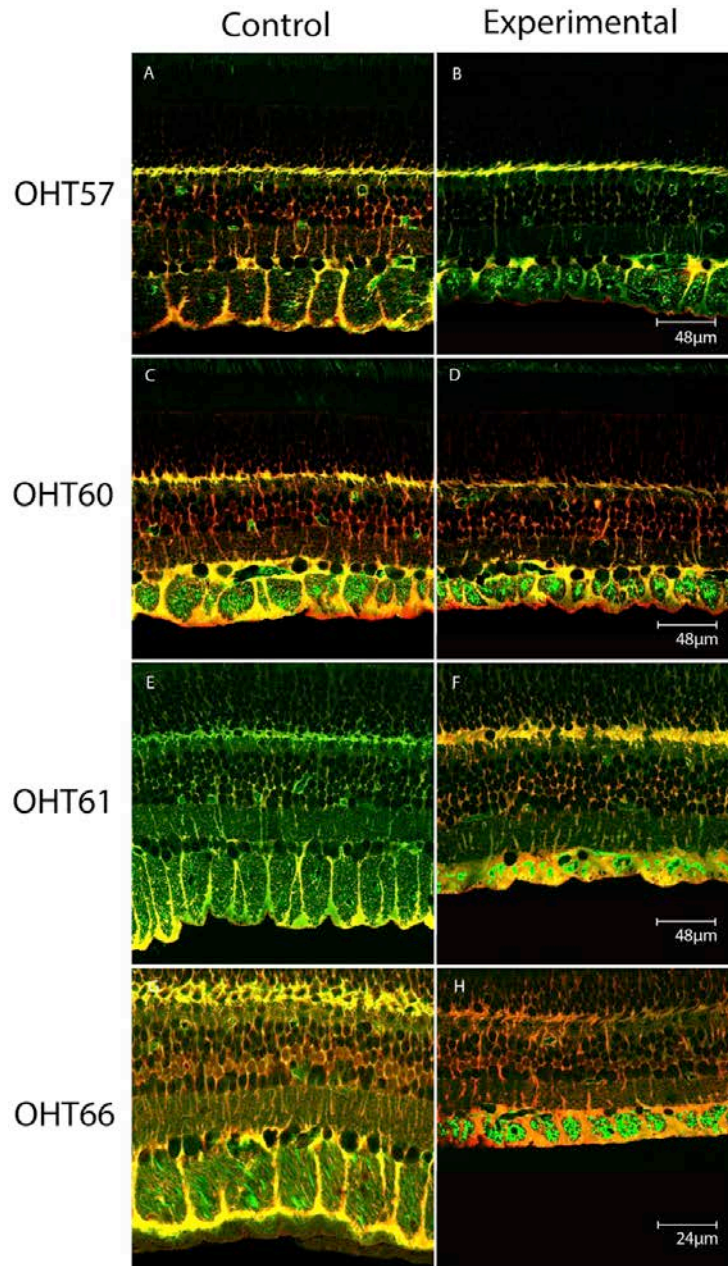 Control Experimental
OHT57
A B
48µm
OHT60
C D
48µm
OHT61
E F
48µm
OHT66
H
24µm